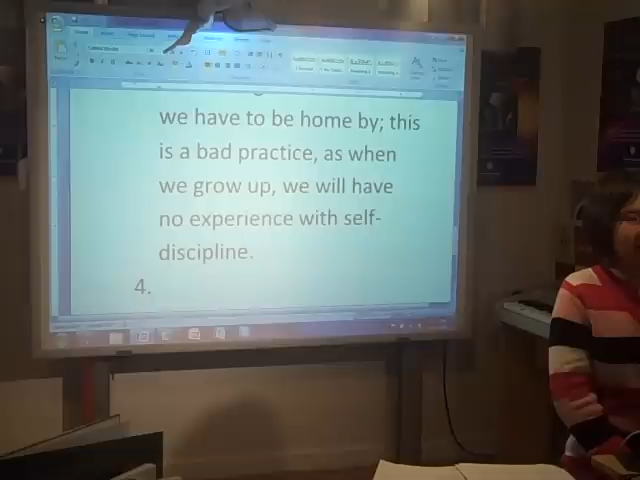 we have to be home by; this
is a bad practice, as when
we grow up, we will have
no experience with self-
discipline.
4.